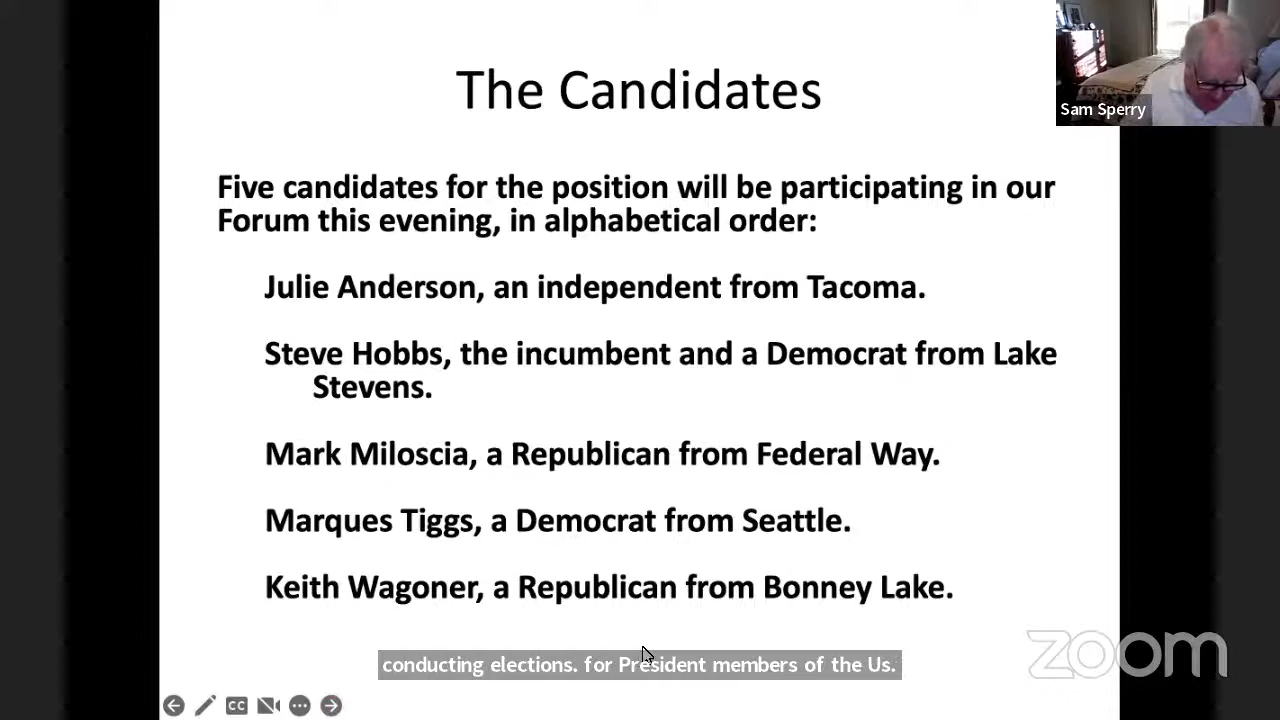 The Candidates
Sam Sperry
Five candidates for the position will be participating in our
Forum this evening, in alphabetical order:
Julie Anderson, an independent from Tacoma.
Steve Hobbs, the incumbent and a Democrat from Lake
Stevens.
Mark Miloscia, a Republican from Federal Way.
Marques Tiggs, a Democrat from Seattle.
Keith Wagoner, a Republican from Bonney Lake.
conducting elections. for President members of the Us.
zoom
CC